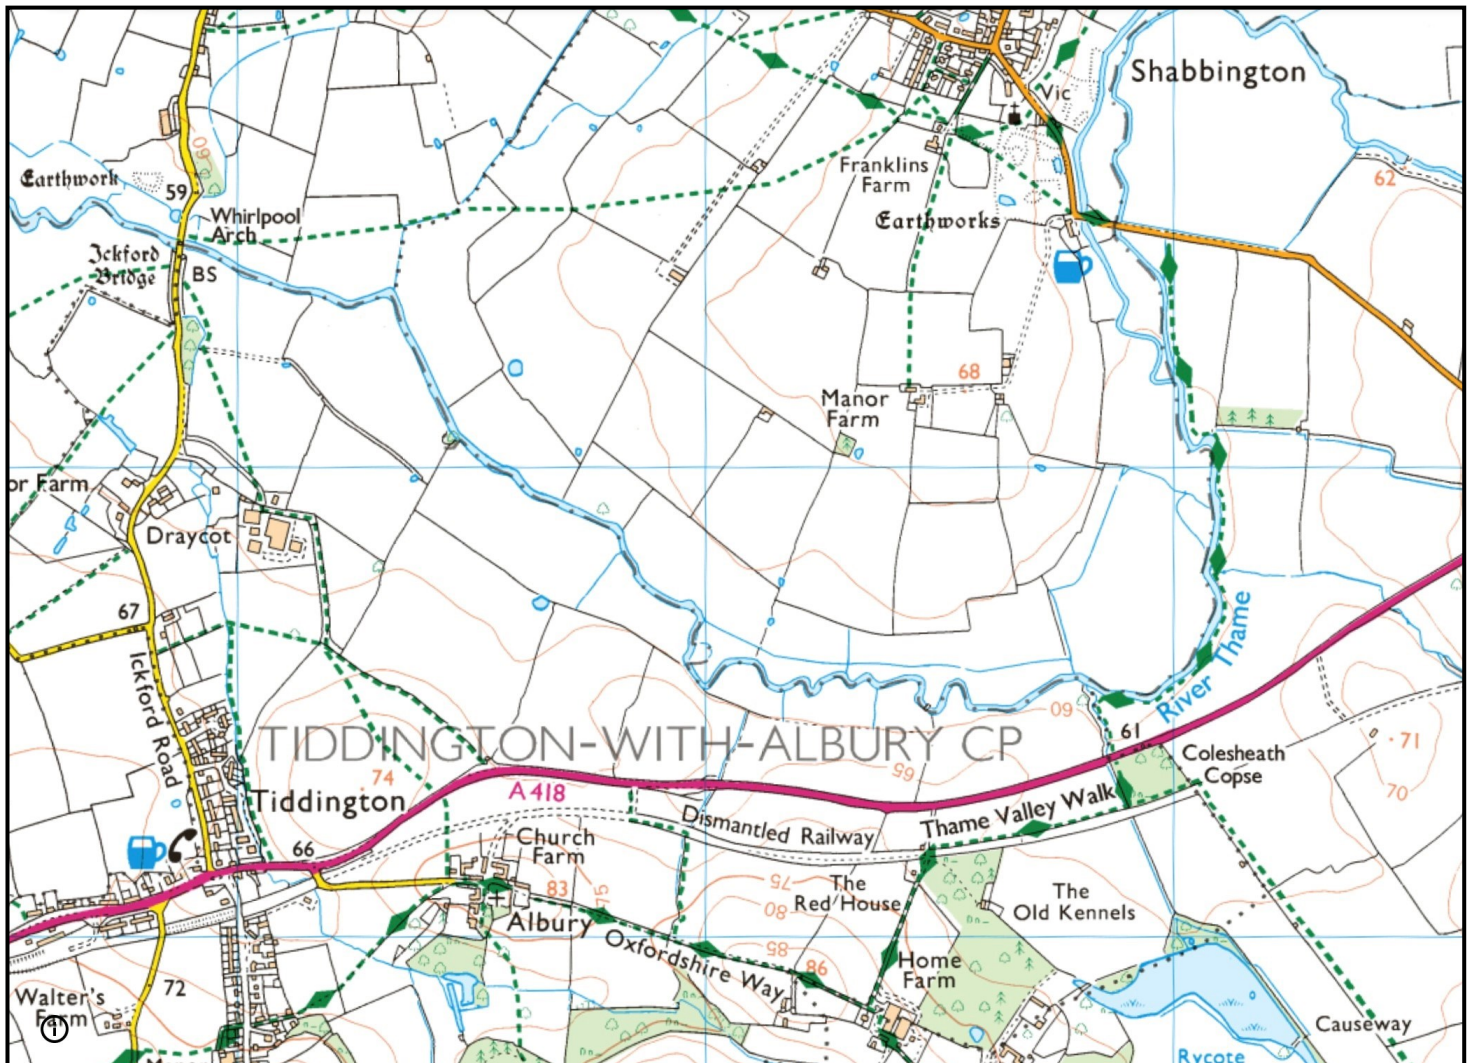 Shabbington
Vic
60
Earthwork
59
Franklins
Farm
62
Whirlpool
Arch
Earthworks
Ickford
Bridge
BS
68
Manor
Farm
or Farm
Draycot
67
Ickford Road
River Thame
60
61
TIDDINGTON-WITH-ALBURY CP
71
Colesheath
Copse
74
65
70
Tiddington
A 418
Thame Valley Walk
Dismantled Railway
Church
Farm
66
83
75
75
The
Red House
The
Old Kennels
80
Albury
Oxfordshire Way
85
86
Home
Farm
72
Walter's
Farm
i
Causeway
Rycote